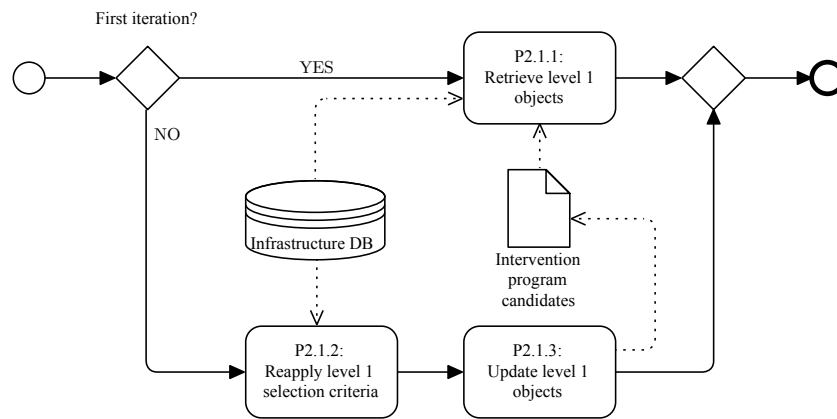 First iteration?
YES
P2.1.1:
Retrieve level 1
objects
NO
Infrastructure DB
Intervention
program
candidates
P2.1.2:
Reapply level 1
selection criteria
P2.1.3:
Update level 1
objects